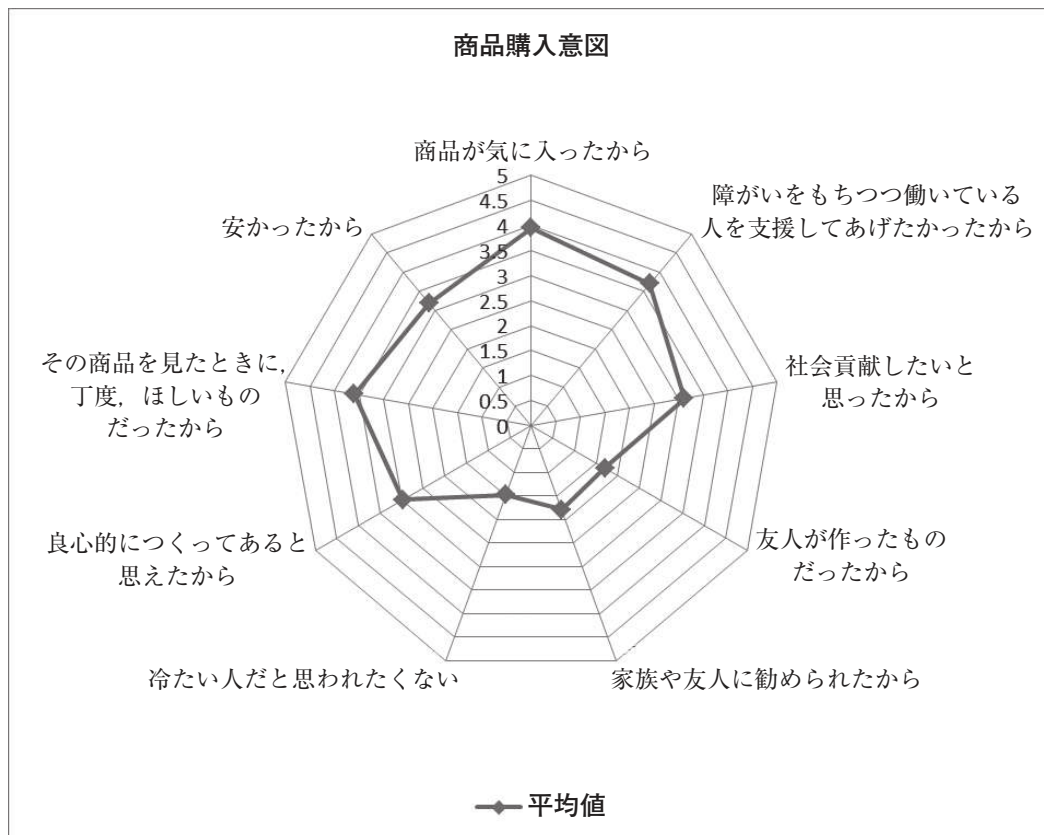 商品購入意図
商品が気に入ったから
障がいをもちつつ働いている
人を支援してあげたかったから
社会貢献したいと
思ったから
友人が作ったもの
だったから
家族や友人に勧められたから
冷たい人だと思われたくない
良心的につくってあると
思えたから
その商品を見たときに,
丁度，ほしいもの
だったから
安かったから
5
4.5
4
3.5
3
2.5
2
1.5
1
0.5
0
平均値